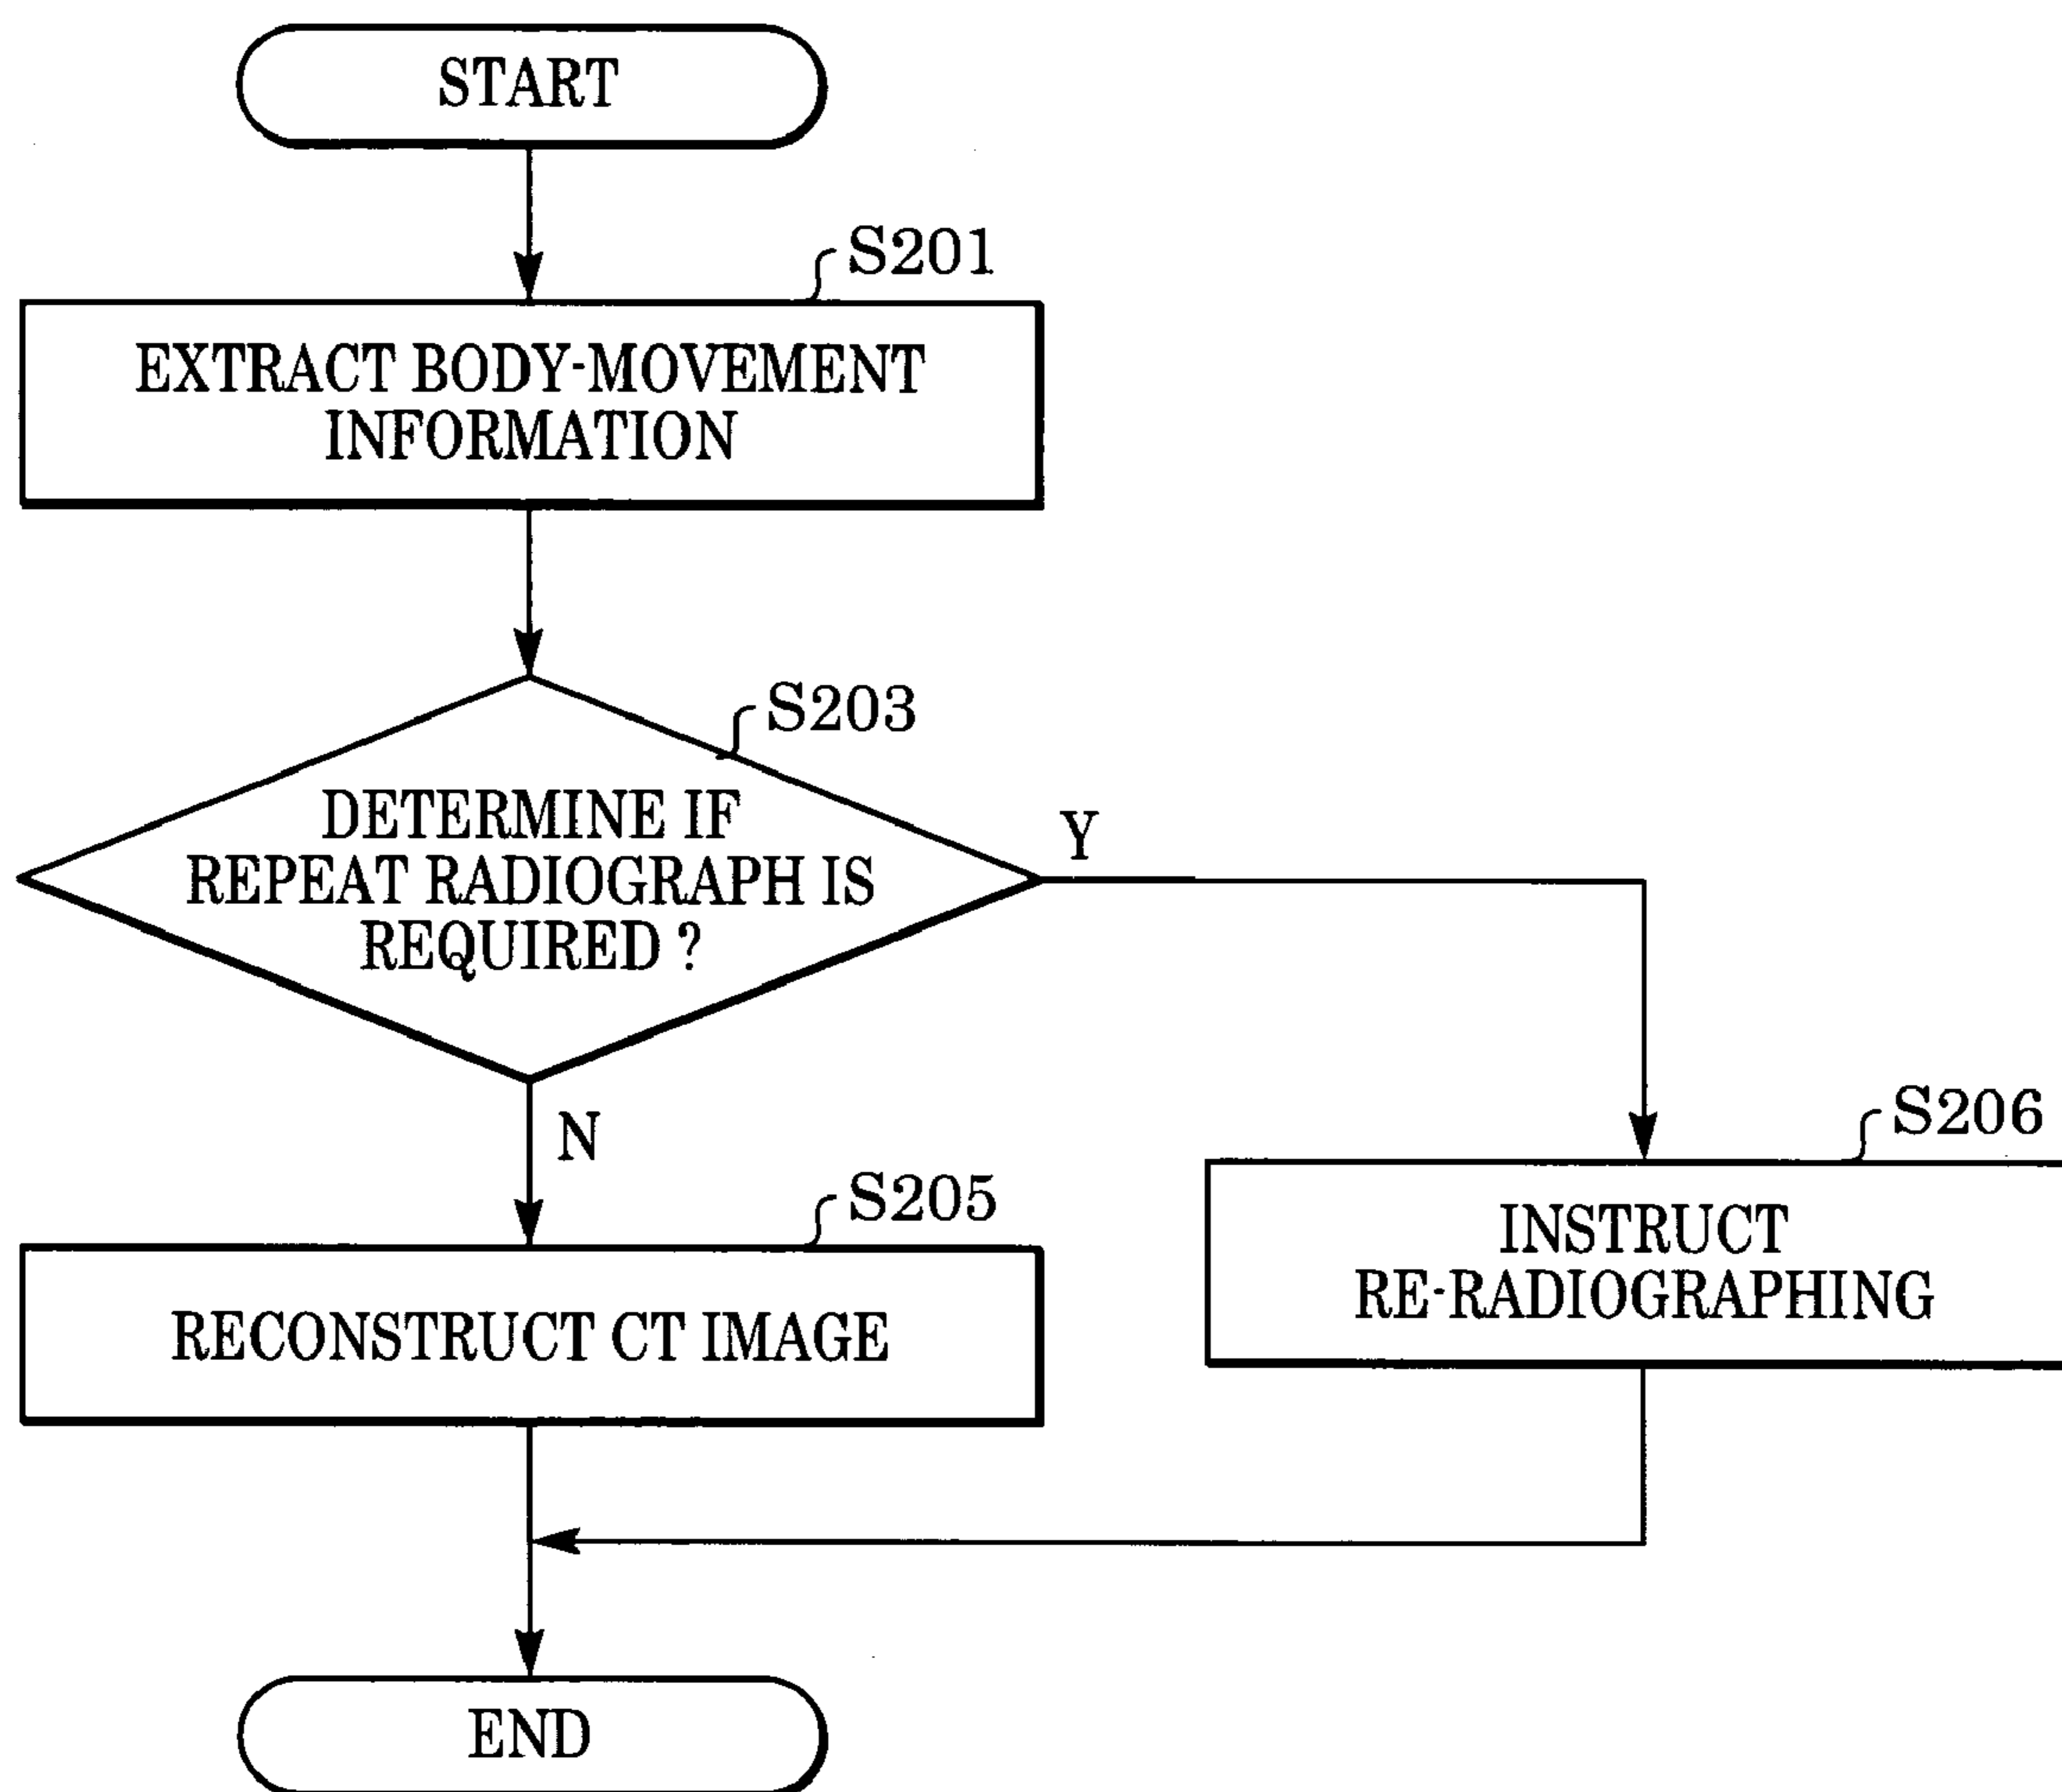 START
S201
EXTRACT BODY-MOVEMENT
INFORMATION
S203
DETERMINE IF
REPEAT RADIOGRAPH IS
REQUIRED ?
Y
N
S206
INSTRUCT
RE-RADIOGRAPHING
S205
RECONSTRUCT CT IMAGE
END